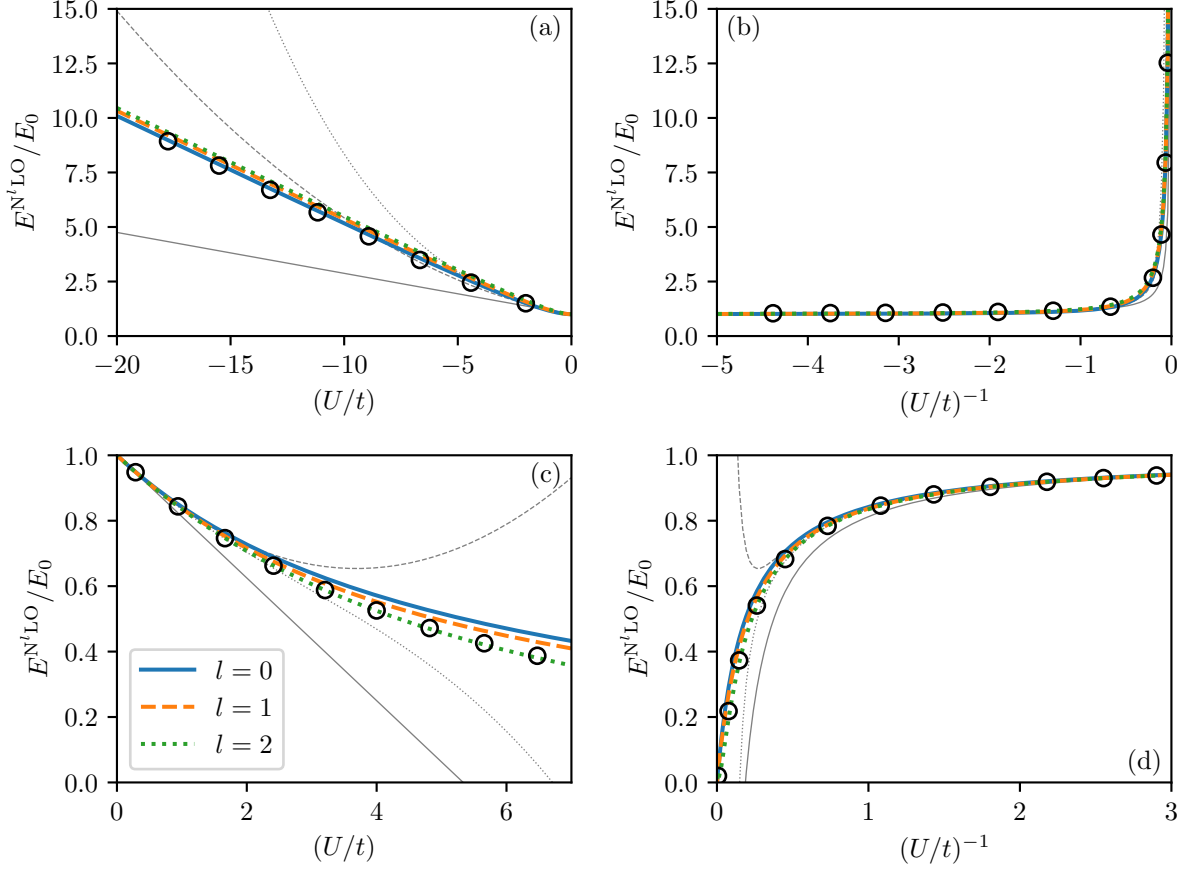 (a)
15.0
12.5
10.0
7.5
5.0
2.5
0.0
E^{N^lLO}/E_0
−20 −15 −10 −5 0
(U/t)
(b)
15.0
12.5
10.0
7.5
5.0
2.5
0.0
E^{N^lLO}/E_0
−5 −4 −3 −2 −1 0
(U/t)^{−1}
(c)
1.0
0.8
0.6
0.4
0.2
0.0
E^{N^lLO}/E_0
l = 0
l = 1
l = 2
0 2 4 6
(U/t)
1.0
0.8
0.6
0.4
0.2
0.0
E^{N^lLO}/E_0
(d)
0 1 2 3
(U/t)^{−1}